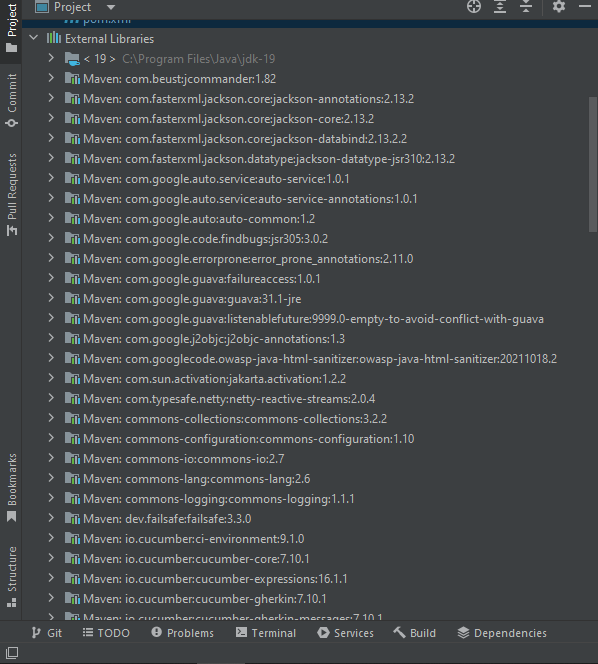 Project
Project
pom.xml
External Libraries
< 19 > C:\Program Files\Java\jdk-19
Maven: com.beust:jcommander:1.82
Maven: com.fasterxml.jackson.core:jackson-annotations:2.13.2
Maven: com.fasterxml.jackson.core:jackson-core:2.13.2
Maven: com.fasterxml.jackson.core:jackson-databind:2.13.2.2
Maven: com.fasterxml.jackson.datatype:jackson-datatype-jsr310:2.13.2
Maven: com.google.auto.service:auto-service:1.0.1
Maven: com.google.auto.service:auto-service-annotations:1.0.1
Maven: com.google.auto:auto-common:1.2
Maven: com.google.code.findbugs:jsr305:3.0.2
Maven: com.google.errorprone:error_prone_annotations:2.11.0
Maven: com.google.guava:failureaccess:1.0.1
Maven: com.google.guava:guava:31.1-jre
Maven: com.google.guava:listenablefuture:9999.0-empty-to-avoid-conflict-with-guava
Maven: com.google.j2objc:j2objc-annotations:1.3
Maven: com.googlecode.owasp-java-html-sanitizer:owasp-java-html-sanitizer:20211018.2
Maven: com.sun.activation:jakarta.activation:1.2.2
Maven: com.typesafe.netty:netty-reactive-streams:2.0.4
Maven: commons-collections:commons-collections:3.2.2
Maven: commons-configuration:commons-configuration:1.10
Maven: commons-io:commons-io:2.7
Maven: commons-lang:commons-lang:2.6
Maven: commons-logging:commons-logging:1.1.1
Maven: dev.failsafe:failsafe:3.3.0
Maven: io.cucumber:ci-environment:9.1.0
Maven: io.cucumber:cucumber-core:7.10.1
Maven: io.cucumber:cucumber-expressions:16.1.1
Maven: io.cucumber:cucumber-gherkin:7.10.1
Maven: io.cucumber:cucumber-gherkin-messages:7.10.1
Commit
Pull Requests
Bookmarks
Structure
Git TODO Problems Terminal Services Build Dependencies